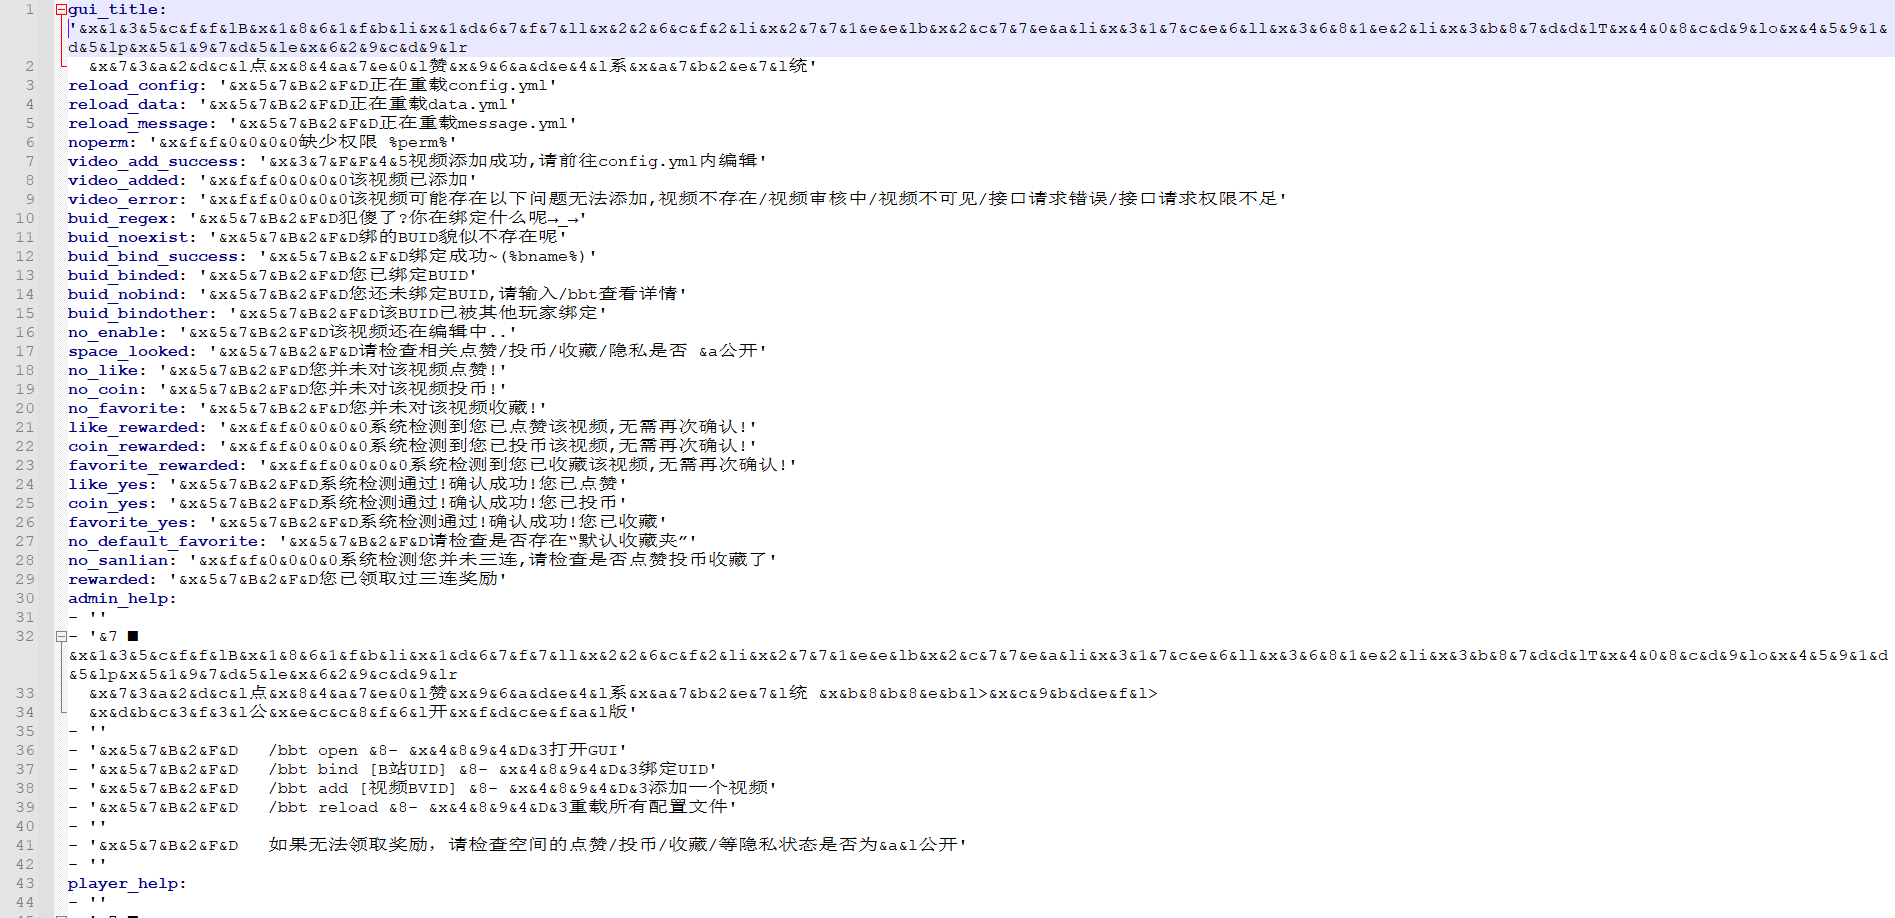 1 gui_title:
'&x&1&3&5&c&f&f&lB&x&1&8&6&1&f&b&li&x&1&d&6&7&f&7&ll&x&2&2&6&c&f&2&li&x&2&7&7&1&e&e&lb&x&2&c&7&7&e&a&li&x&3&1&7&c&e&6&ll&x&3&6&8&1&e&2&li&x&3&b&8&7&d&d&lT&x&4&0&8&c&d&9&lo&x&4&5&9&1&
d&5&lp&x&5&1&9&7&d&5&le&x&6&2&9&c&d&9&lr
2 &x&7&3&a&2&d&c&l点&x&8&4&a&7&e&0&l赞&x&9&6&a&d&e&4&l系&x&a&7&b&2&e&7&l统'
3 reload_config: '&x&5&7&B&2&F&D正在重载config.yml'
4 reload_data: '&x&5&7&B&2&F&D正在重载data.yml'
5 reload_message: '&x&5&7&B&2&F&D正在重载message.yml'
6 noperm: '&x&f&f&0&0&0&0缺少权限 %perm%'
7 video_add_success: '&x&3&7&F&F&4&5视频添加成功,请前往config.yml内编辑'
8 video_added: '&x&f&f&0&0&0&0该视频已添加'
9 video_error: '&x&f&f&0&0&0&0该视频可能存在以下问题无法添加,视频不存在/视频审核中/视频不可见/接口请求错误/接口请求权限不足'
10 buid_regex: '&x&5&7&B&2&F&D犯傻了?你在绑定什么呢→_→'
11 buid_noexist: '&x&5&7&B&2&F&D绑的BUID貌似不存在呢'
12 buid_bind_success: '&x&5&7&B&2&F&D绑定成功~(%bname%)'
13 buid_binded: '&x&5&7&B&2&F&D您已绑定BUID'
14 buid_nobind: '&x&5&7&B&2&F&D您还未绑定BUID,请输入/bbt查看详情'
15 buid_bindother: '&x&5&7&B&2&F&D该BUID已被其他玩家绑定'
16 no_enable: '&x&5&7&B&2&F&D该视频还在编辑中..'
17 space_looked: '&x&5&7&B&2&F&D请检查相关点赞/投币/收藏/隐私是否 &a公开'
18 no_like: '&x&5&7&B&2&F&D您并未对该视频点赞!'
19 no_coin: '&x&5&7&B&2&F&D您并未对该视频投币!'
20 no_favorite: '&x&5&7&B&2&F&D您并未对该视频收藏!'
21 like_rewarded: '&x&f&f&0&0&0&0系统检测到您已点赞该视频,无需再次确认!'
22 coin_rewarded: '&x&f&f&0&0&0&0系统检测到您已投币该视频,无需再次确认!'
23 favorite_rewarded: '&x&f&f&0&0&0&0系统检测到您已收藏该视频,无需再次确认!'
24 like_yes: '&x&5&7&B&2&F&D系统检测通过!确认成功!您已点赞'
25 coin_yes: '&x&5&7&B&2&F&D系统检测通过!确认成功!您已投币'
26 favorite_yes: '&x&5&7&B&2&F&D系统检测通过!确认成功!您已收藏'
27 no_default_favorite: '&x&5&7&B&2&F&D请检查是否存在“默认收藏夹”'
28 no_sanlian: '&x&f&f&0&0&0&0系统检测您并未三连,请检查是否点赞投币收藏了'
29 rewarded: '&x&5&7&B&2&F&D您已领取过三连奖励'
30 admin_help:
31 - ''
32 - '&7 ■
&x&1&3&5&c&f&f&lB&x&1&8&6&1&f&b&li&x&1&d&6&7&f&7&ll&x&2&2&6&c&f&2&li&x&2&7&7&1&e&e&lb&x&2&c&7&7&e&a&li&x&3&1&7&c&e&6&ll&x&3&6&8&1&e&2&li&x&3&b&8&7&d&d&lT&x&4&0&8&c&d&9&lo&x&4&5&9&1&d
&5&lp&x&5&1&9&7&d&5&le&x&6&2&9&c&d&9&lr
33 &x&7&3&a&2&d&c&l点&x&8&4&a&7&e&0&l赞&x&9&6&a&d&e&4&l系&x&a&7&b&2&e&7&l统 &x&b&8&b&8&e&b&l>&x&c&9&b&d&e&f&l>
34 &x&d&b&c&3&f&3&l公&x&e&c&c&8&f&6&l开&x&f&d&c&e&f&a&l版'
35 - ''
36 - '&x&5&7&B&2&F&D   /bbt open &8- &x&4&8&9&4&D&3打开GUI'
37 - '&x&5&7&B&2&F&D   /bbt bind [B站UID] &8- &x&4&8&9&4&D&3绑定UID'
38 - '&x&5&7&B&2&F&D   /bbt add [视频BVID] &8- &x&4&8&9&4&D&3添加一个视频'
39 - '&x&5&7&B&2&F&D   /bbt reload &8- &x&4&8&9&4&D&3重载所有配置文件'
40 - ''
41 - '&x&5&7&B&2&F&D   如果无法领取奖励，请检查空间的点赞/投币/收藏/等隐私状态是否为&a&l公开'
42 - ''
43 player_help:
44 - ''